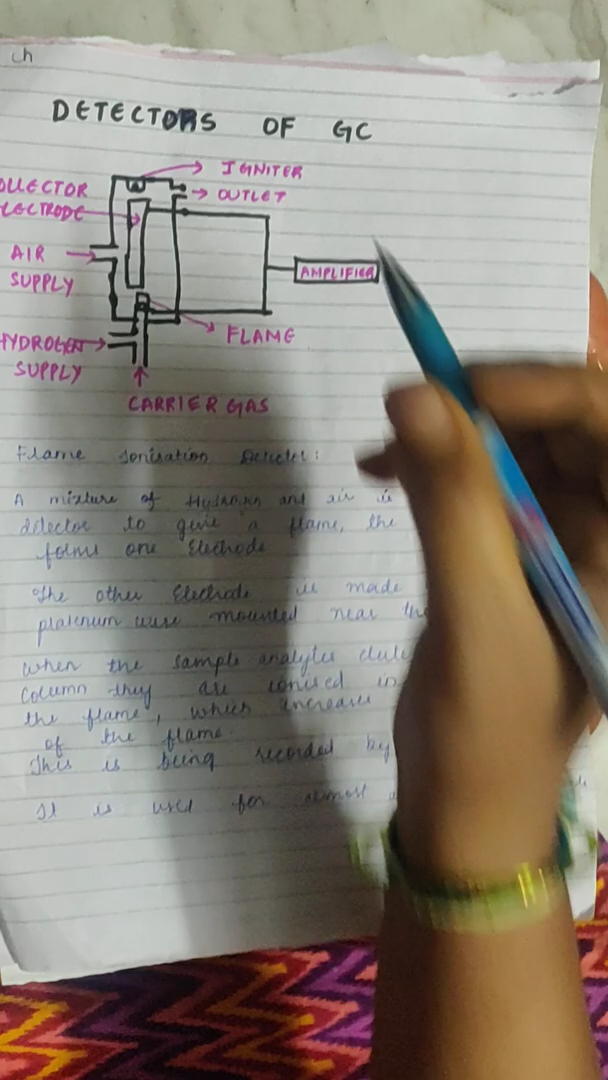 ch
DETECTORS OF GC
IGNITER
OUTLET
OLLECTOR
LECTRODE
AIR
SUPPLY
AMPLIFIER
FLAME
HYDROGEN
SUPPLY
CARRIER GAS
Flame Ionisation Detector:
A mixture of Hydrogen and air is
detector to give a flame, the
forms one Electrode
The other Electrode is made
platinum wire mounted near the
when the sample analytes elute
column they are ionised in
the flame, which increases
of the flame.
This is being recorded by
It is used for almost a